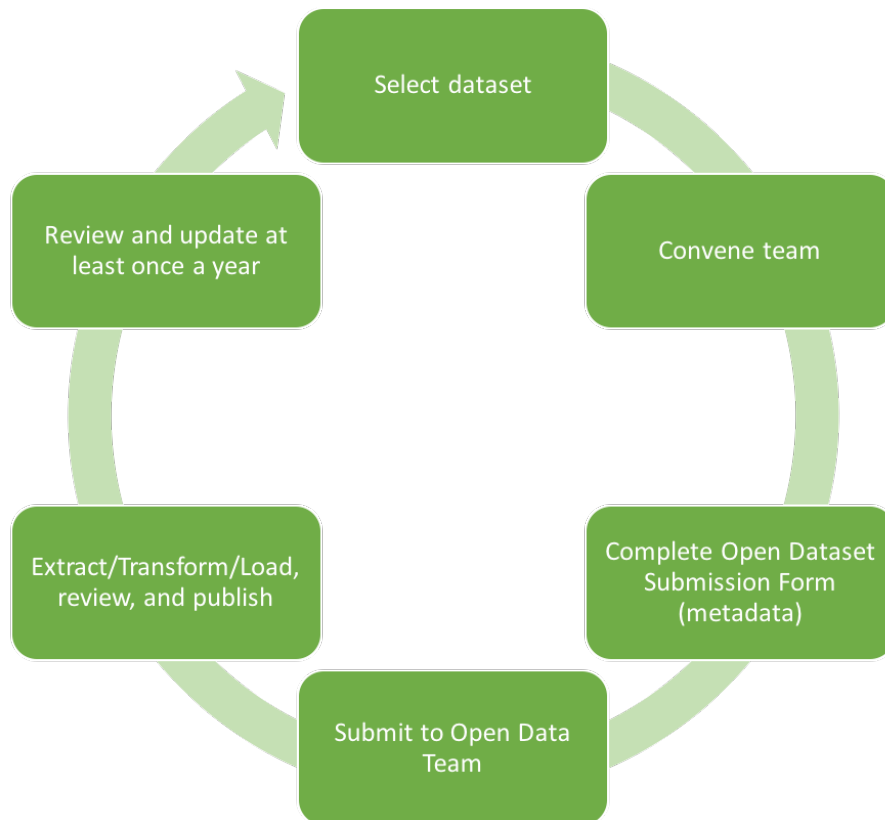 Select dataset
Convene team
Complete Open Dataset
Submission Form
(metadata)
Submit to Open Data
Team
Extract/Transform/Load,
review, and publish
Review and update at
least once a year